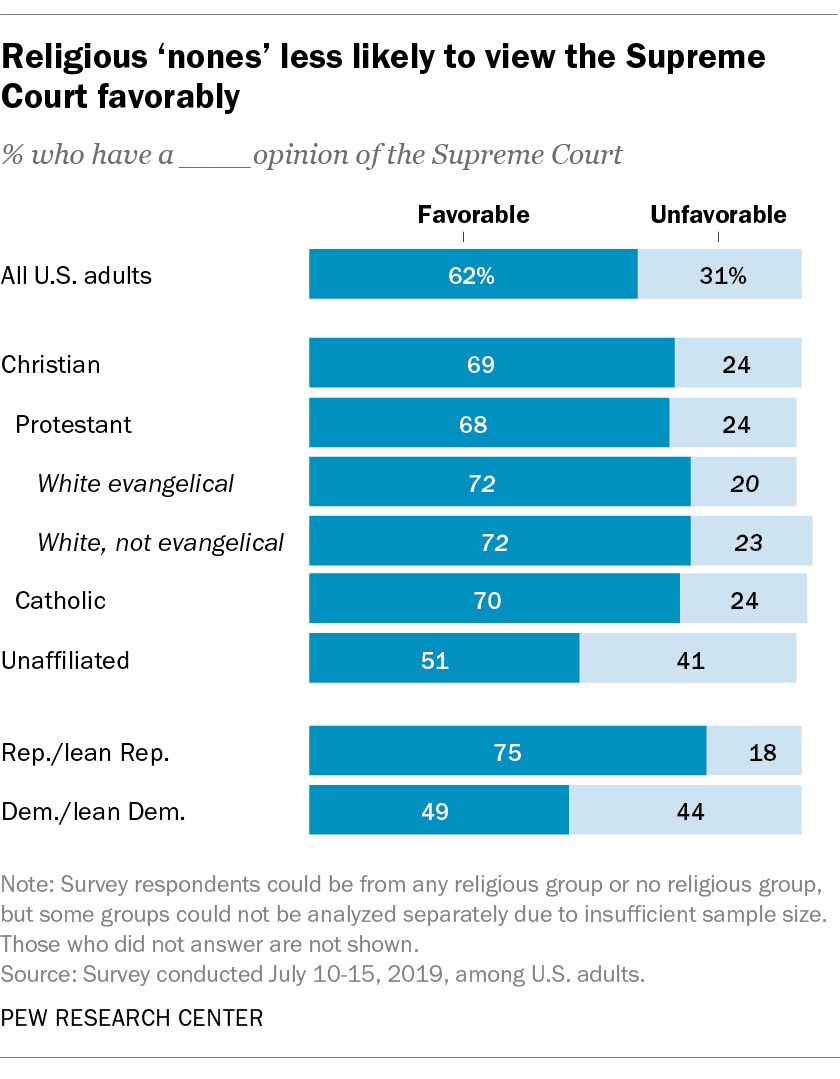 Religious ‘nones’ less likely to view the Supreme
Court favorably
% who have a ____ opinion of the Supreme Court
Favorable Unfavorable
All U.S. adults 62% 31%
Christian 69 24
Protestant 68 24
White evangelical 72 20
White, not evangelical 72 23
Catholic 70 24
Unaffiliated 51 41
Rep./lean Rep. 75 18
Dem./lean Dem. 49 44
Note: Survey respondents could be from any religious group or no religious group,
but some groups could not be analyzed separately due to insufficient sample size.
Those who did not answer are not shown.
Source: Survey conducted July 10-15, 2019, among U.S. adults.
PEW RESEARCH CENTER